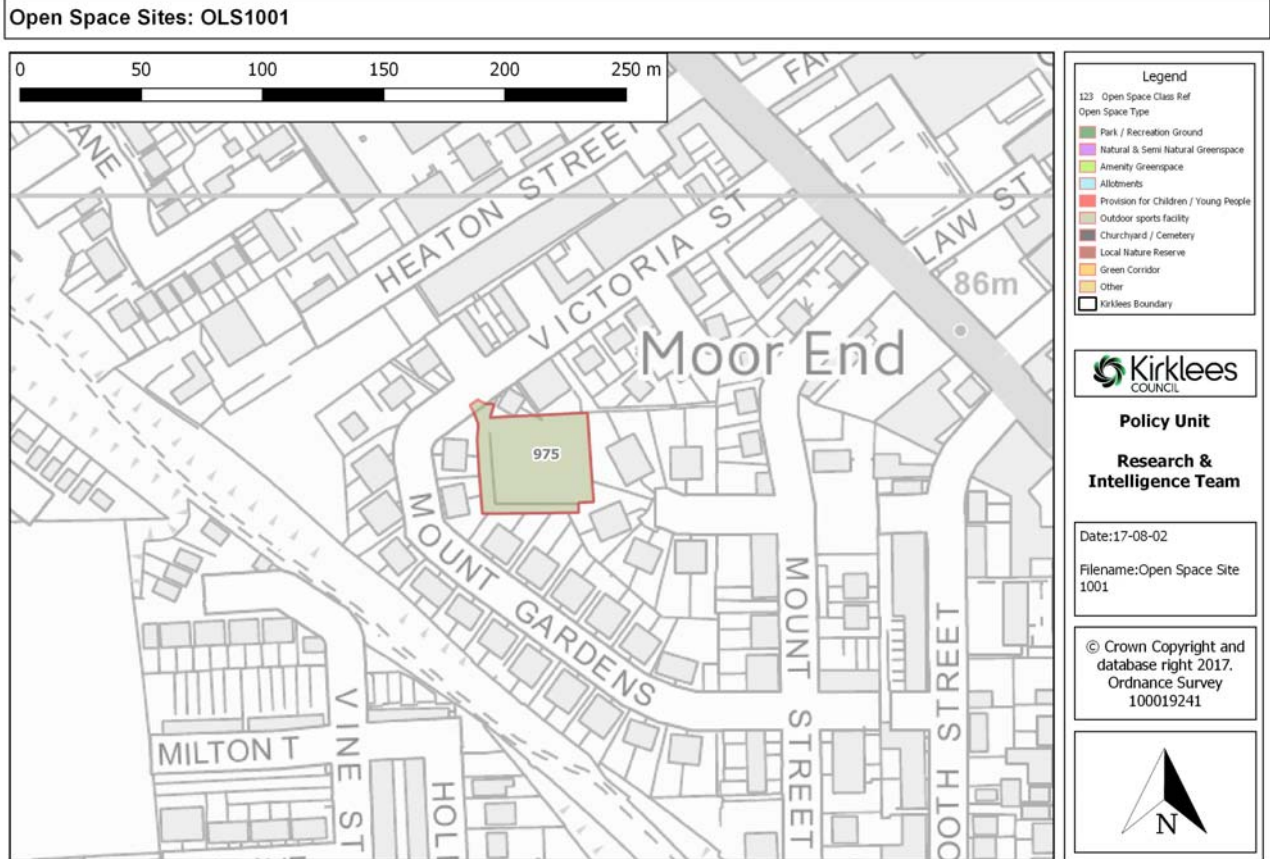 Open Space Sites: OLS1001
0 50 100 150 200 250 m
LANE
HEATON STREET
VICTORIA ST
LAW ST
86m
Moor End
975
MOUNT GARDENS
MOUNT STREET
VINE ST
MILTON T
Legend
123 Open Space Class Ref
Open Space Type
Park / Recreation Ground
Natural & Semi Natural Greenspace
Amenity Greenspace
Allotments
Provision for Children / Young People
Outdoor sports facility
Churchyard / Cemetery
Local Nature Reserve
Green Corridor
Other
Kirklees Boundary
Kirklees
COUNCIL
Policy Unit
Research &
Intelligence Team
Date:17-08-02
Filename:Open Space Site
1001
© Crown Copyright and
database right 2017.
Ordnance Survey
100019241
N